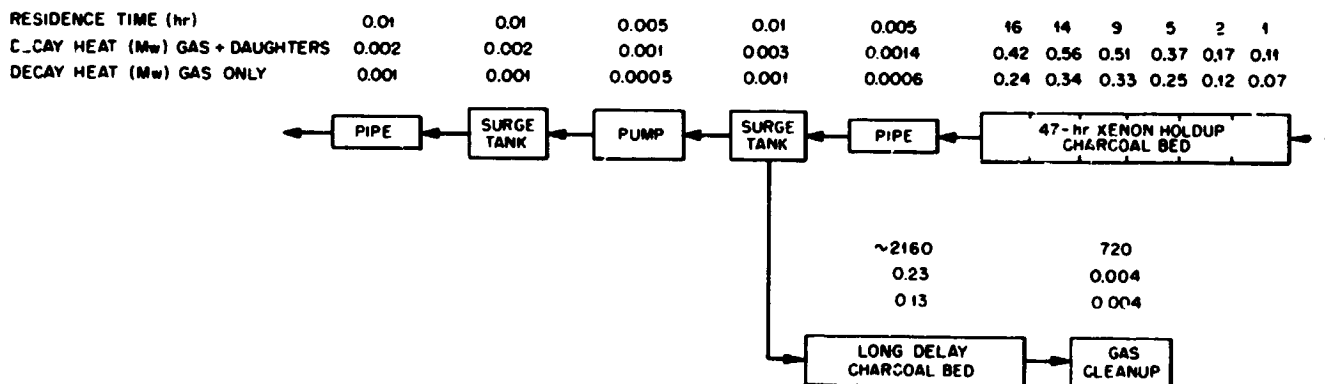 RESIDENCE TIME (hr) 0.01 0.01 0.005 0.01 0.005 16 14 9 5 2 1
D_CAY HEAT (Mw) GAS + DAUGHTERS 0.002 0.002 0.001 0.003 0.0014 0.42 0.56 0.51 0.37 0.17 0.11
DECAY HEAT (Mw) GAS ONLY 0.001 0.001 0.0005 0.001 0.0006 0.24 0.34 0.33 0.25 0.12 0.07
PIPE
SURGE
TANK
PUMP
SURGE
TANK
PIPE
47-hr XENON HOLDUP
CHARCOAL BED
~2160 720
0.23 0.004
0.13 0.004
LONG DELAY
CHARCOAL BED
GAS
CLEANUP